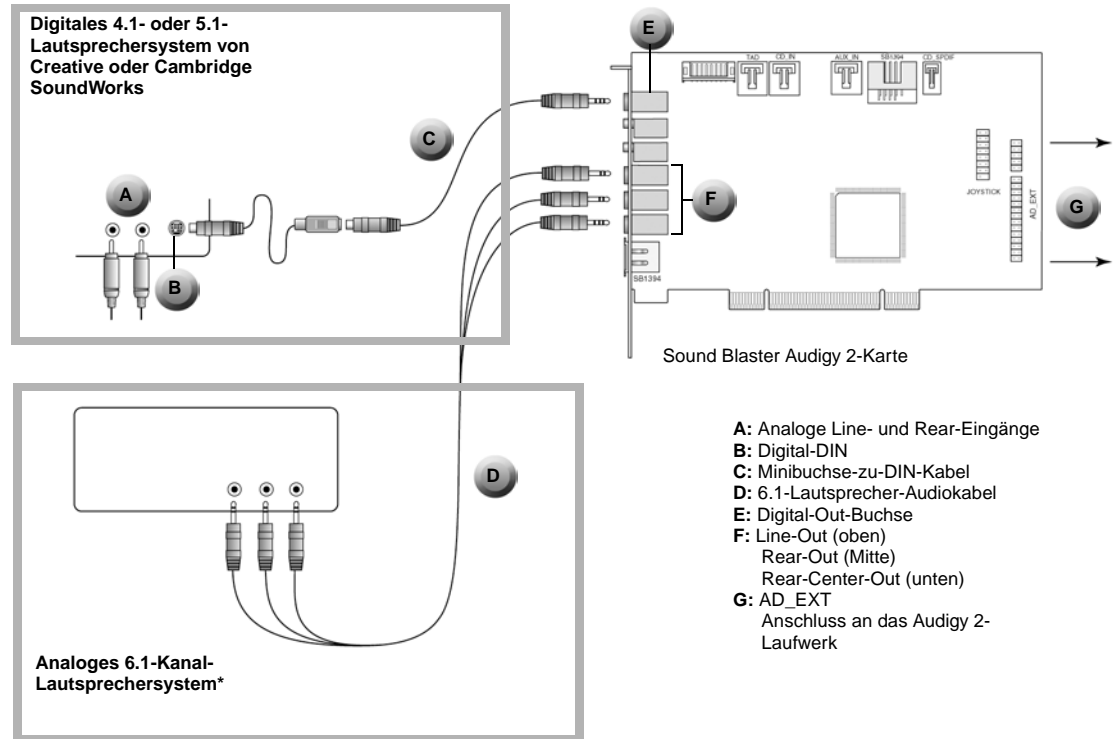 Digitales 4.1- oder 5.1-
Lautsprechersystem von
Creative oder Cambridge
SoundWorks
A
B
C
E
TAD
CD_IN
AUX_IN
SB1394
CD_SPDIF
F
JOYSTICK
AD_EXT
G
SB1394
Sound Blaster Audigy 2-Karte
D
Analoges 6.1-Kanal-
Lautsprechersystem*
A: Analoge Line- und Rear-Eingänge
B: Digital-DIN
C: Minibuchse-zu-DIN-Kabel
D: 6.1-Lautsprecher-Audiokabel
E: Digital-Out-Buchse
F: Line-Out (oben)
Rear-Out (Mitte)
Rear-Center-Out (unten)
G: AD_EXT
Anschluss an das Audigy 2-
Laufwerk